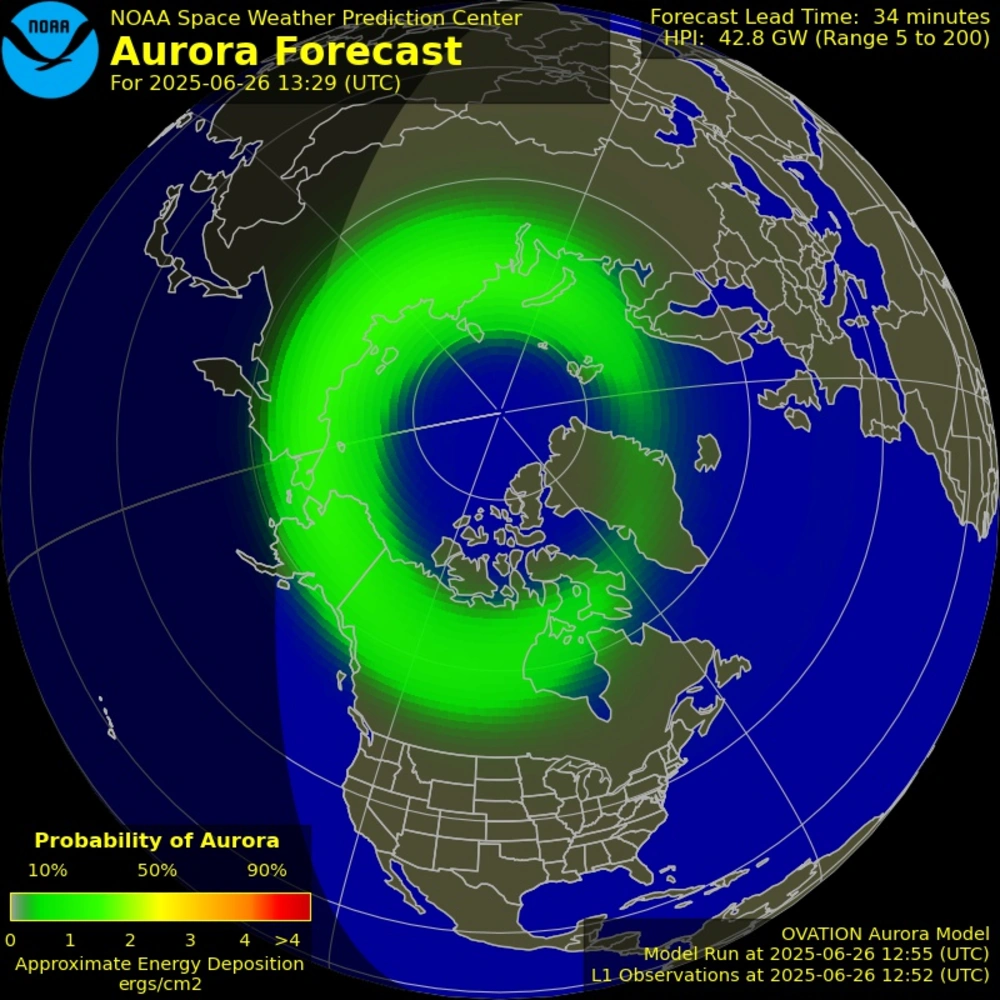 NOAA
NOAA Space Weather Prediction Center
Aurora Forecast
For 2025-06-26 13:29 (UTC)
Forecast Lead Time: 34 minutes
HPI: 42.8 GW (Range 5 to 200)
Probability of Aurora
10% 50% 90%
0 1 2 3 4 >4
Approximate Energy Deposition
ergs/cm2
OVATION Aurora Model
Model Run at 2025-06-26 12:55 (UTC)
L1 Observations at 2025-06-26 12:52 (UTC)